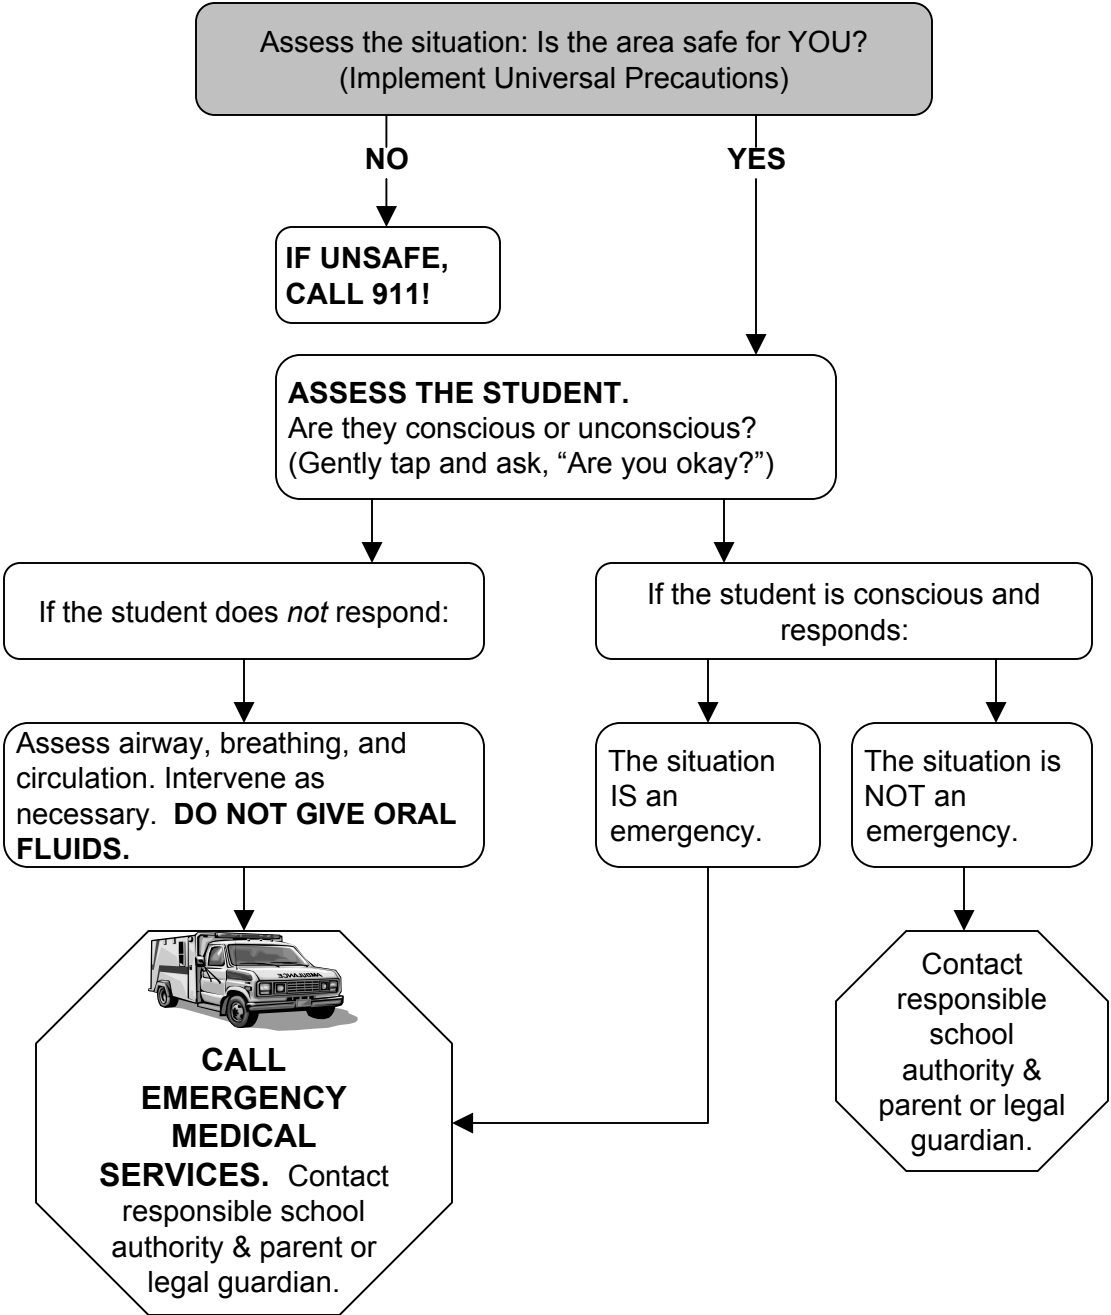 Assess the situation: Is the area safe for YOU?
(Implement Universal Precautions)
NO
YES
IF UNSAFE,
CALL 911!
ASSESS THE STUDENT.
Are they conscious or unconscious?
(Gently tap and ask, “Are you okay?”)
If the student does not respond:
If the student is conscious and
responds:
Assess airway, breathing, and
circulation. Intervene as
necessary. DO NOT GIVE ORAL
FLUIDS.
The situation
IS an
emergency.
The situation is
NOT an
emergency.
AMBULANCE
CALL
EMERGENCY
MEDICAL
SERVICES. Contact
responsible school
authority & parent or
legal guardian.
Contact
responsible
school
authority &
parent or legal
guardian.